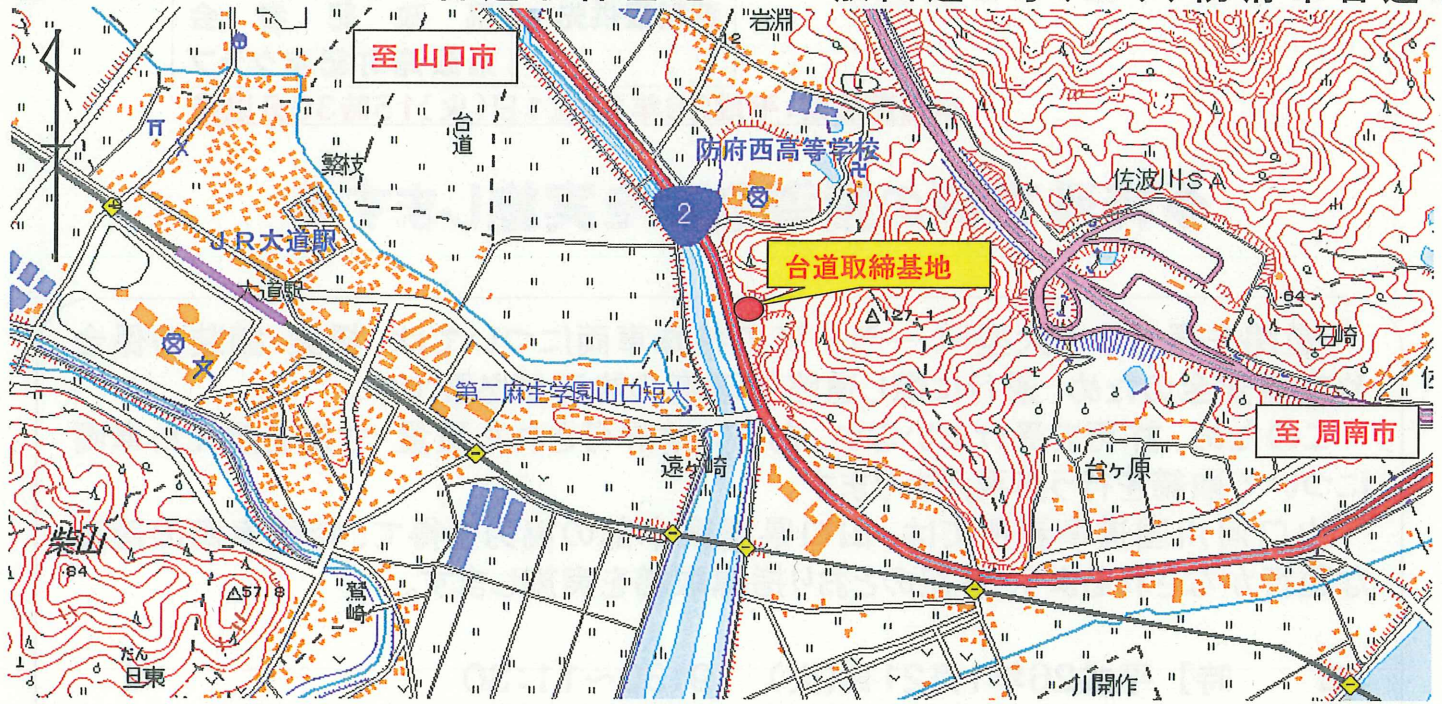 岩淵
12
至 山口市
台道
防府西高等学校
繁枝
佐波川SA
2
JR大道駅
台道取締基地
大道駅
64
127.1
石崎
第二麻生学園山口短大
至 周南市
遠ヶ崎
台ヶ原
柴山
84
57.8
鷲崎
だん
旦東
川開作